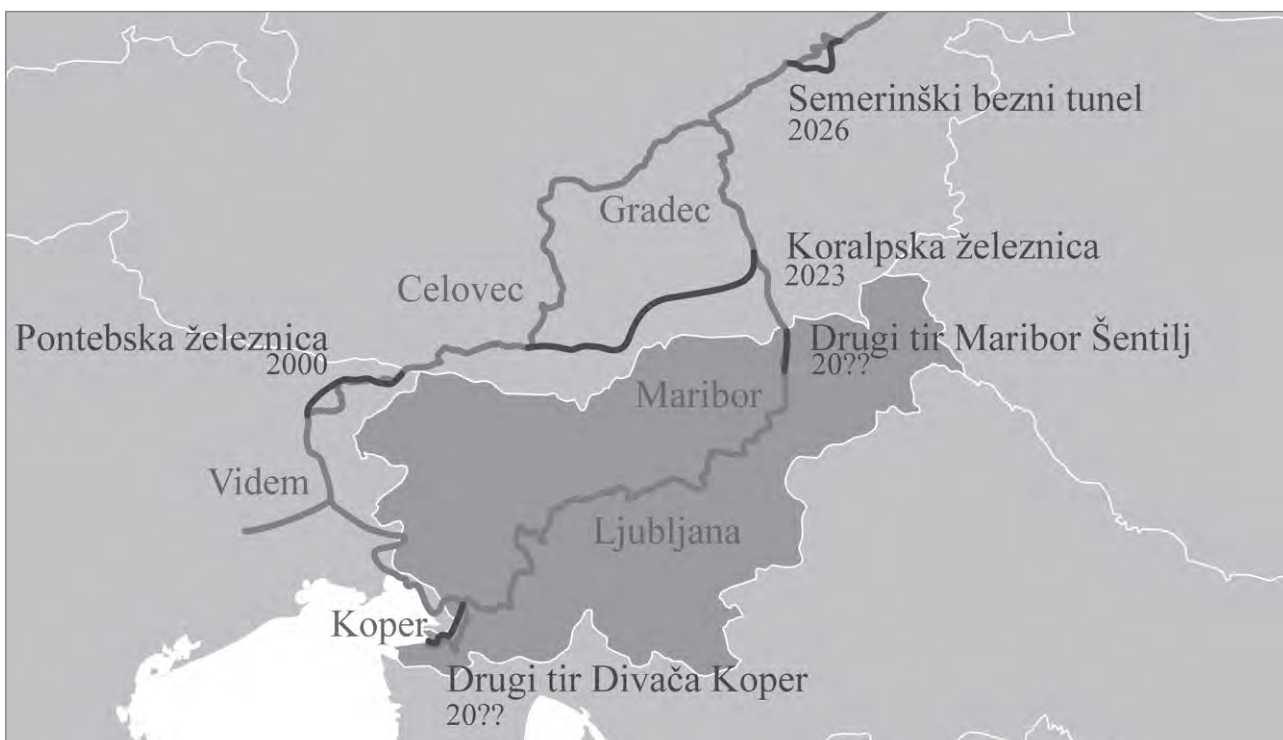 Semerinški bezni tunel
2026
Gradec
Koralpska železnica
2023
Celovec
Pontebska železnica
2000
Drugi tir Maribor Šentilj
20??
Maribor
Videm
Ljubljana
Koper
Drugi tir Divača Koper
20??